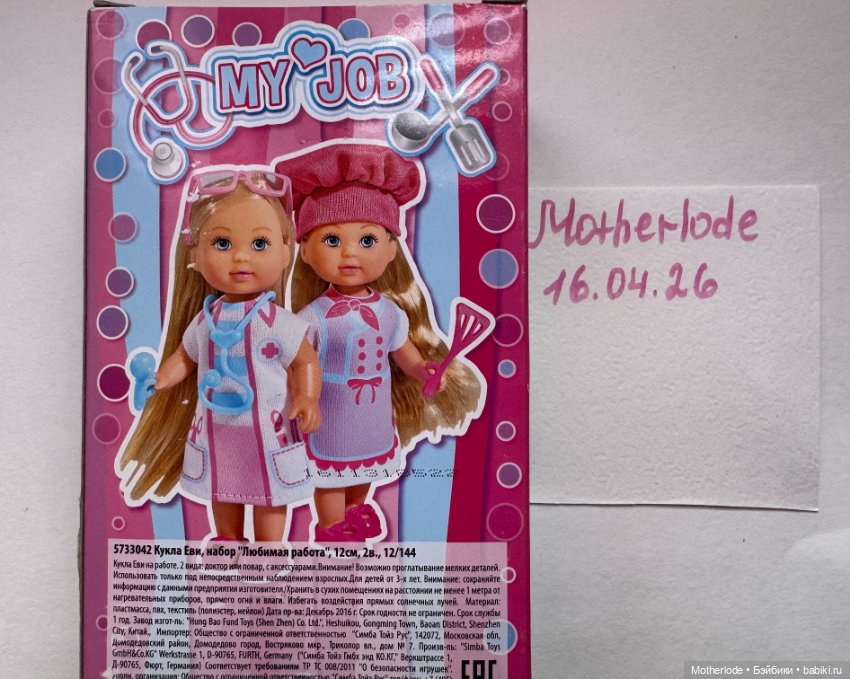 MY JOB
Motherlode
16.04.26
5733042 Кукла Еви, набор "Любимая работа", 12см, 2в., 12/144
Кукла Еви на работе. 2 вида: доктор или повар, с аксессуарами.Внимание! Возможно проглатывание мелких деталей.
Использовать только под непосредственным наблюдением взрослых.Для детей от 3-х лет. Внимание: сохраняйте
информацию с данными предприятия изготовителя./Хранить в сухих помещениях на расстоянии не менее 1 метра от
нагревательных приборов, прямого огня и влаги. Избегать воздействия прямых солнечных лучей. Материал:
пластмасса, пвх, текстиль (полиэстер, нейлон) Дата пр-ва: Декабрь 2016 г. Срок годности не ограничен. Срок службы
1 год. Завод изгот-ль: "Hung Bao Fund Toys (Shen Zhen) Co. Ltd.", Heshuikou, Gongming Town, Baoan District, Shenzhen
City, Китай., Импортер: Общество с ограниченной ответственностью "Симба Тойз Рус", 142072, Московская обл,
Домодедовский район, Домодедово город, Востряково мкр., Триколор вл., дом № 7. Произв-ль: "Simba Toys
GmbH&Co.KG" Werkstrasse 1, D-90765, FURTH, Germany ("Симба Тойз Гмбх энд КО.КГ," Веркштрассе 1,
Д-90765, Фюрт, Германия) Соответствует требованиям ТР ТС 008/2011 "О безопасности игрушек"
EAC
Motherlode • Бэйбики • babiki.ru